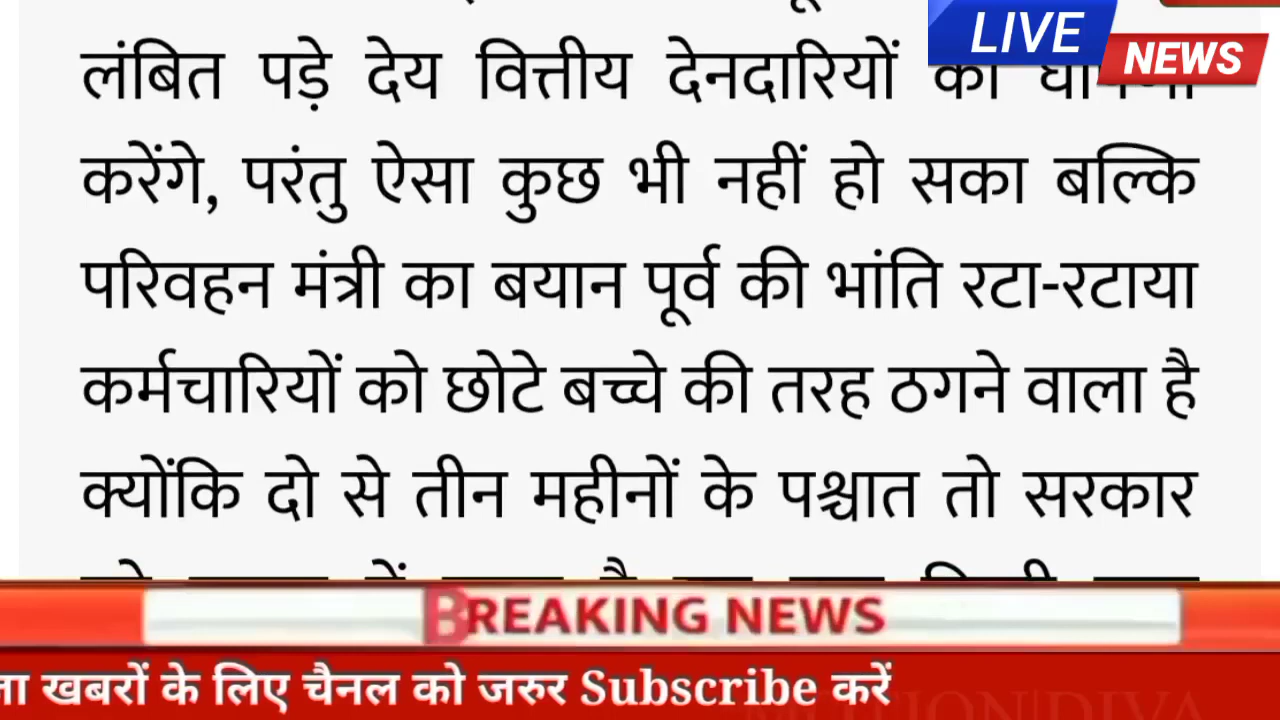 LIVE
NEWS
लंबित पड़े देय वित्तीय देनदारियों
करेंगे, परंतु ऐसा कुछ भी नहीं हो सका बल्कि
परिवहन मंत्री का बयान पूर्व की भांति रटा-रटाया
कर्मचारियों को छोटे बच्चे की तरह ठगने वाला है
क्योंकि दो से तीन महीनों के पश्चात तो सरकार
BREAKING NEWS
खबरों के लिए चैनल को जरुर Subscribe करें